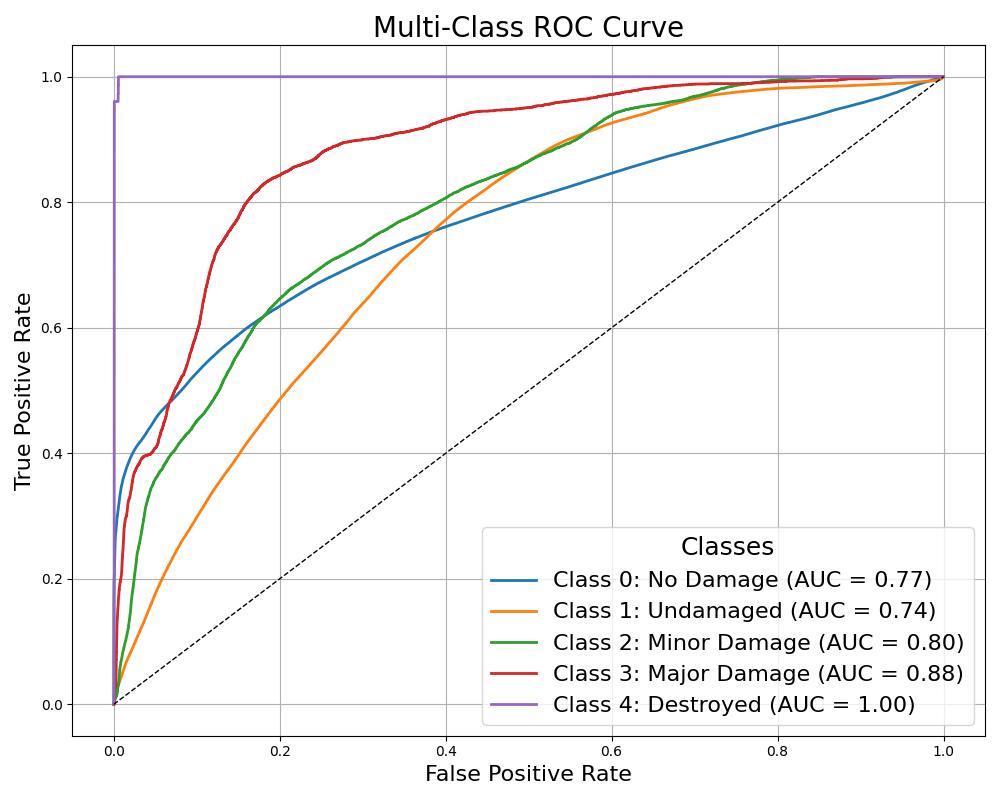 Multi-Class ROC Curve
True Positive Rate
1.0
0.8
0.6
0.4
0.2
0.0
Classes
Class 0: No Damage (AUC = 0.77)
Class 1: Undamaged (AUC = 0.74)
Class 2: Minor Damage (AUC = 0.80)
Class 3: Major Damage (AUC = 0.88)
Class 4: Destroyed (AUC = 1.00)
0.0 0.2 0.4 0.6 0.8 1.0
False Positive Rate